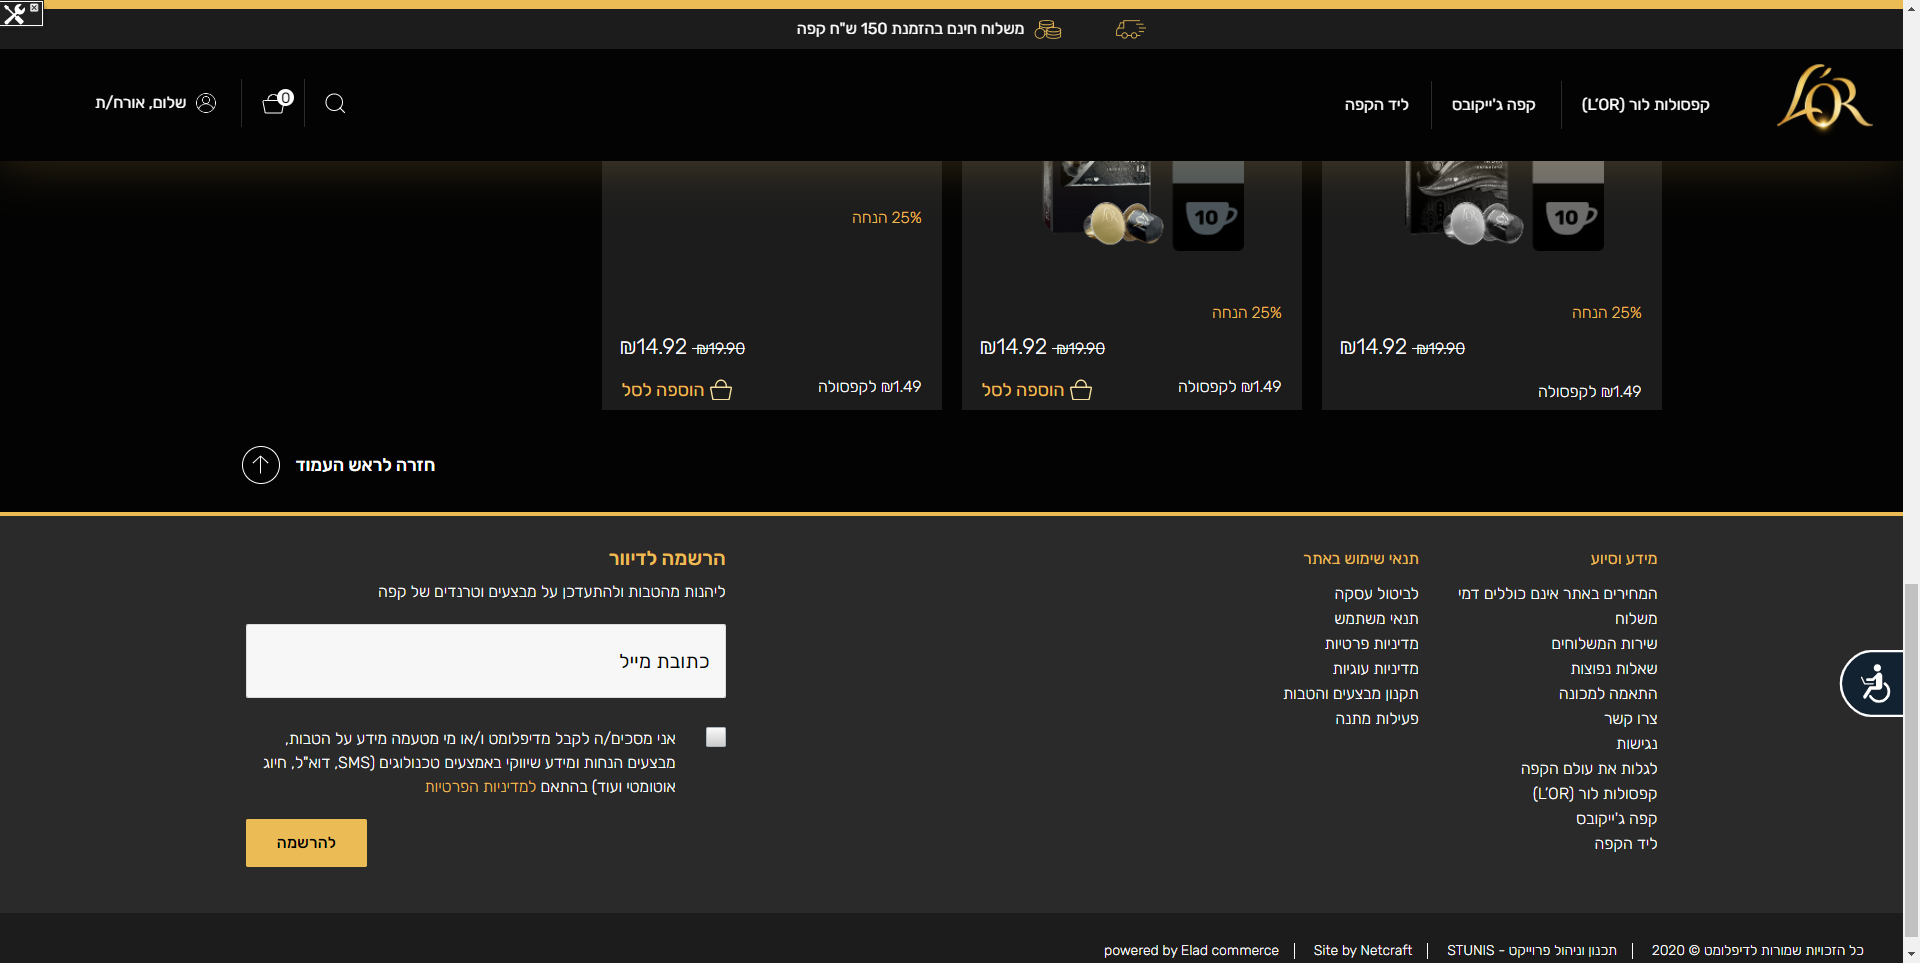 משלוח חינם בהזמנת 150 ש"ח קפה
L'OR
קפסולות לור (L'OR)
קפה ג'ייקובס
ליד הקפה
0
שלום, אורח/ת
12
10
10
25% הנחה
25% הנחה
25% הנחה
₪19.90 ₪14.92
₪1.49 לקפסולה
₪19.90 ₪14.92
₪1.49 לקפסולה
הוספה לסל
₪19.90 ₪14.92
₪1.49 לקפסולה
הוספה לסל
חזרה לראש העמוד
מידע וסיוע
המחירים באתר אינם כוללים דמי
משלוח
שירות המשלוחים
שאלות נפוצות
התאמה למכונה
צרו קשר
נגישות
לגלות את עולם הקפה
קפסולות לור (L'OR)
קפה ג'ייקובס
ליד הקפה
תנאי שימוש באתר
לביטול עסקה
תנאי משתמש
מדיניות פרטיות
מדיניות עוגיות
תקנון מבצעים והטבות
פעילות מתנה
הרשמה לדיוור
ליהנות מהטבות ולהתעדכן על מבצעים וטרנדים של קפה
כתובת מייל
אני מסכים/ה לקבל מדיפלומט ו/או מי מטעמה מידע על הטבות,
מבצעים הנחות ומידע שיווקי באמצעים טכנולוגים (SMS, דוא"ל, חיוג
אוטומטי ועוד) בהתאם למדיניות הפרטיות
להרשמה
כל הזכויות שמורות לדיפלומט © 2020
תכנון וניהול פרוייקט - STUNIS
Site by Netcraft
powered by Elad commerce